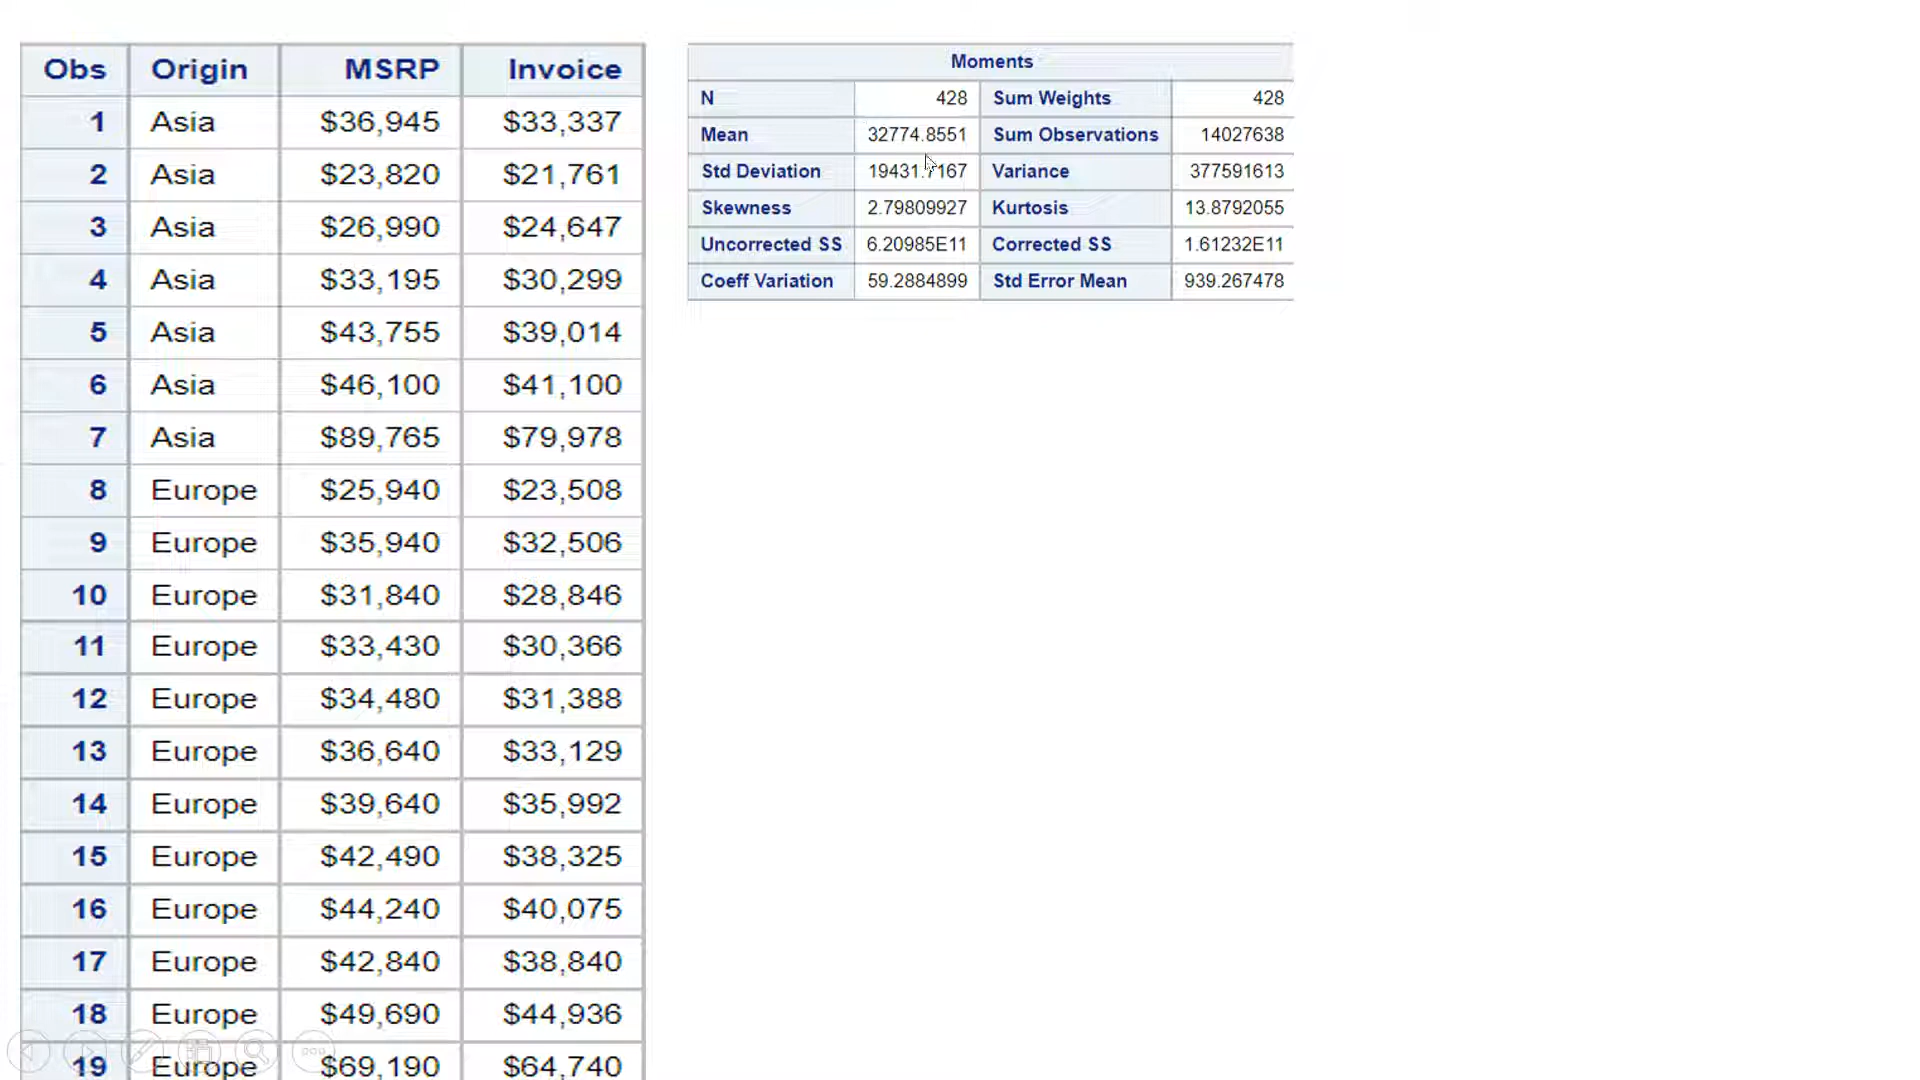 Obs Origin MSRP Invoice
1 Asia $36,945 $33,337
2 Asia $23,820 $21,761
3 Asia $26,990 $24,647
4 Asia $33,195 $30,299
5 Asia $43,755 $39,014
6 Asia $46,100 $41,100
7 Asia $89,765 $79,978
8 Europe $25,940 $23,508
9 Europe $35,940 $32,506
10 Europe $31,840 $28,846
11 Europe $33,430 $30,366
12 Europe $34,480 $31,388
13 Europe $36,640 $33,129
14 Europe $39,640 $35,992
15 Europe $42,490 $38,325
16 Europe $44,240 $40,075
17 Europe $42,840 $38,840
18 Europe $49,690 $44,936
19 Europe $69,190 $64,740
Moments
N 428 Sum Weights 428
Mean 32774.8551 Sum Observations 14027638
Std Deviation 19431.7167 Variance 377591613
Skewness 2.79809927 Kurtosis 13.8792055
Uncorrected SS 6.20985E11 Corrected SS 1.61232E11
Coeff Variation 59.2884899 Std Error Mean 939.267478